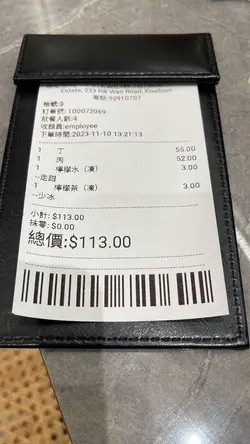 Estate, 233 Pik Wan Road, Kowloon
電話:92910707
檯號:3
訂單號:100072069
就餐人數:4
收銀員:employee
下單時間:2023-11-10 13:21:13
1 丁 55.00
1 丙 52.00
1 檸檬水（凍） 3.00
--走甜
1 檸檬茶（凍） 3.00
--少冰
小計: $113.00
抹零: $0.00
總價:$113.00